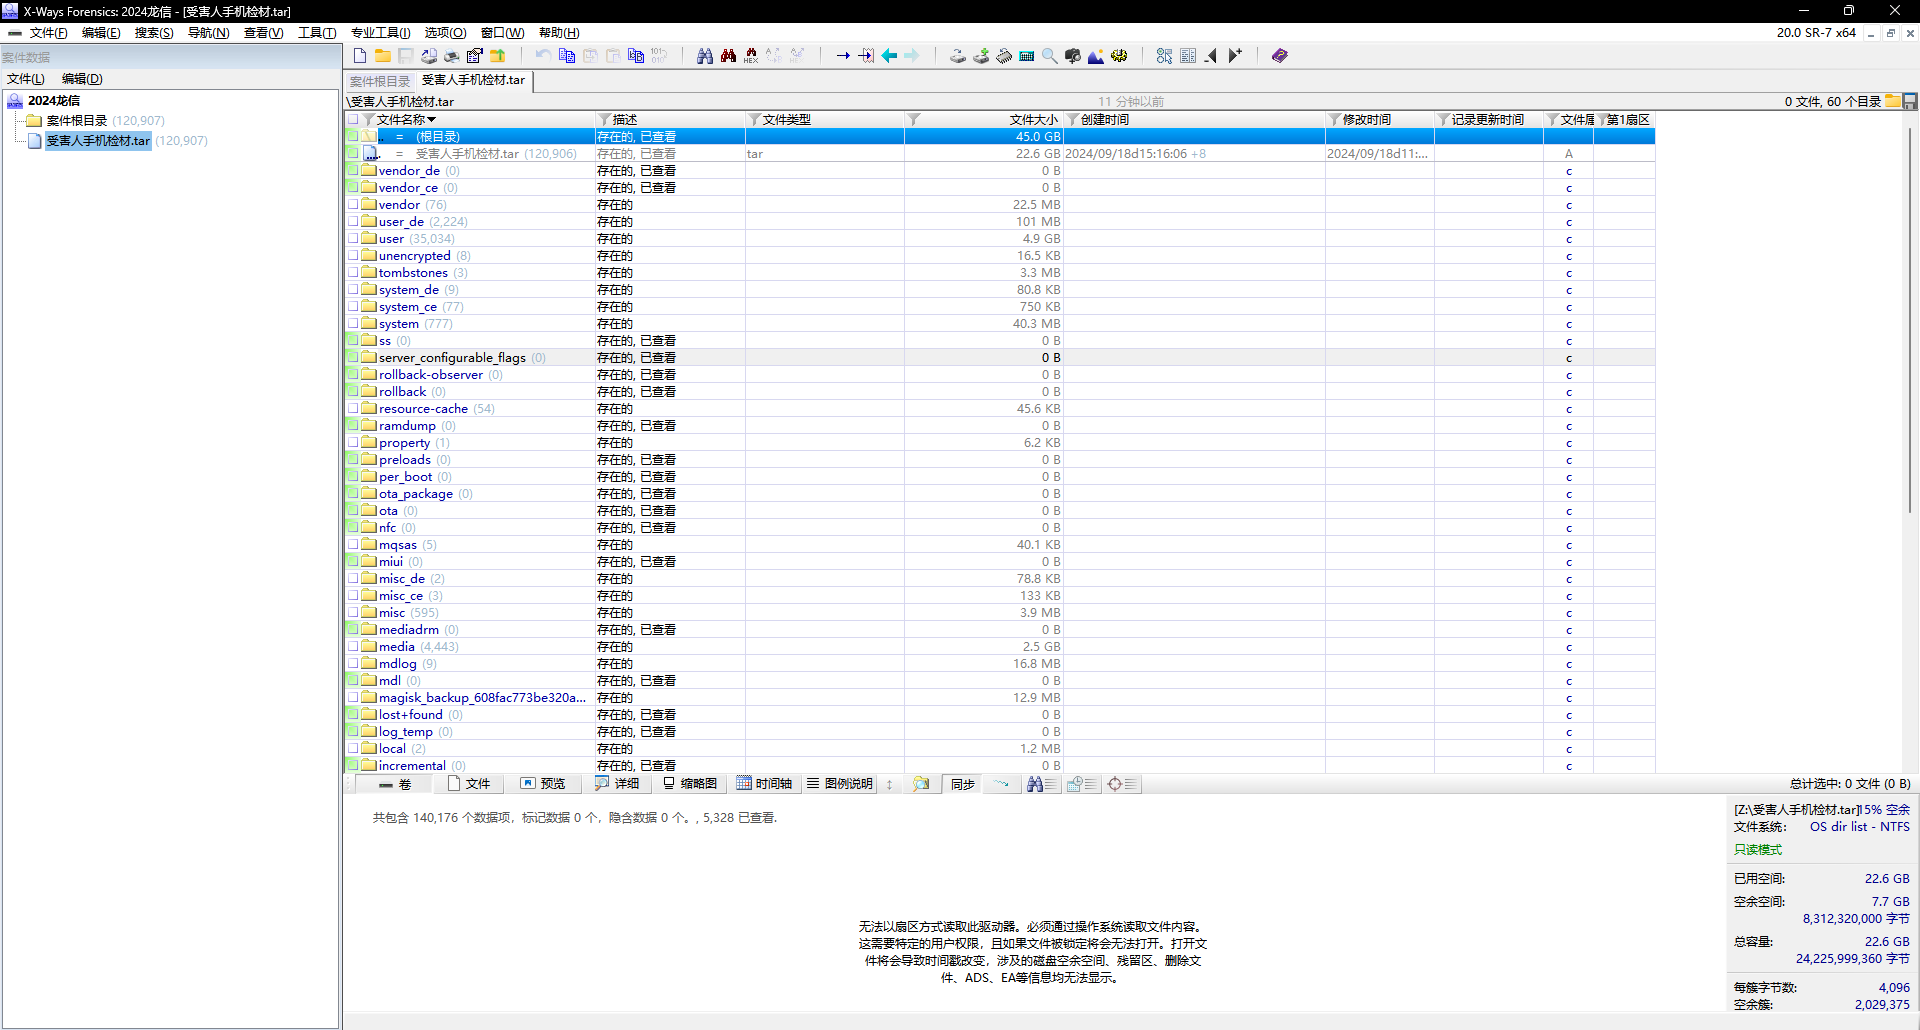 X-Ways Forensics: 2024龙信 - [受害人手机检材.tar]
文件(F) 编辑(E) 搜索(S) 导航(N) 查看(V) 工具(T) 专业工具(I) 选项(O) 窗口(W) 帮助(H) 20.0 SR-7 x64
案件数据
文件(L) 编辑(D)
2024龙信
案件根目录 (120,907)
受害人手机检材.tar (120,907)
案件根目录 受害人手机检材.tar
\受害人手机检材.tar 11 分钟以前 0 文件, 60 个目录
文件名称 描述 文件类型 文件大小 创建时间 修改时间 记录更新时间 文件属 第1扇区
.. = (根目录) 存在的, 已查看 45.0 GB
. = 受害人手机检材.tar (120,906) 存在的, 已查看 tar 22.6 GB 2024/09/18d15:16:06 +8 2024/09/18d11:... A
vendor_de (0) 存在的, 已查看 0 B c
vendor_ce (0) 存在的, 已查看 0 B c
vendor (76) 存在的 22.5 MB c
user_de (2,224) 存在的 101 MB c
user (35,034) 存在的 4.9 GB c
unencrypted (8) 存在的 16.5 KB c
tombstones (3) 存在的 3.3 MB c
system_de (9) 存在的 80.8 KB c
system_ce (77) 存在的 750 KB c
system (777) 存在的 40.3 MB c
ss (0) 存在的, 已查看 0 B c
server_configurable_flags (0) 存在的, 已查看 0 B c
rollback-observer (0) 存在的, 已查看 0 B c
rollback (0) 存在的, 已查看 0 B c
resource-cache (54) 存在的 45.6 KB c
ramdump (0) 存在的, 已查看 0 B c
property (1) 存在的 6.2 KB c
preloads (0) 存在的, 已查看 0 B c
per_boot (0) 存在的, 已查看 0 B c
ota_package (0) 存在的, 已查看 0 B c
ota (0) 存在的, 已查看 0 B c
nfc (0) 存在的, 已查看 0 B c
mqsas (5) 存在的 40.1 KB c
miui (0) 存在的, 已查看 0 B c
misc_de (2) 存在的 78.8 KB c
misc_ce (3) 存在的 133 KB c
misc (595) 存在的 3.9 MB c
mediadrm (0) 存在的, 已查看 0 B c
media (4,443) 存在的 2.5 GB c
mdlog (9) 存在的 16.8 MB c
mdl (0) 存在的, 已查看 0 B c
magisk_backup_608fac773be320a... 存在的 12.9 MB c
lost+found (0) 存在的, 已查看 0 B c
log_temp (0) 存在的, 已查看 0 B c
local (2) 存在的 1.2 MB c
incremental (0) 存在的, 已查看 0 B c
卷 文件 预览 详细 缩略图 时间轴 图例说明 同步 总计选中: 0 文件 (0 B)
共包含 140,176 个数据项，标记数据 0 个，隐含数据 0 个。, 5,328 已查看.
无法以扇区方式读取此驱动器。必须通过操作系统读取文件内容。
这需要特定的用户权限，且如果文件被锁定将会无法打开。打开文
件将会导致时间戳改变，涉及的磁盘空余空间、残留区、删除文
件、ADS、EA等信息均无法显示。
[Z:\受害人手机检材.tar]15% 空余
文件系统: OS dir list - NTFS
只读模式
已用空间: 22.6 GB
空余空间: 7.7 GB
8,312,320,000 字节
总容量: 22.6 GB
24,225,999,360 字节
每簇字节数: 4,096
空余簇: 2,029,375